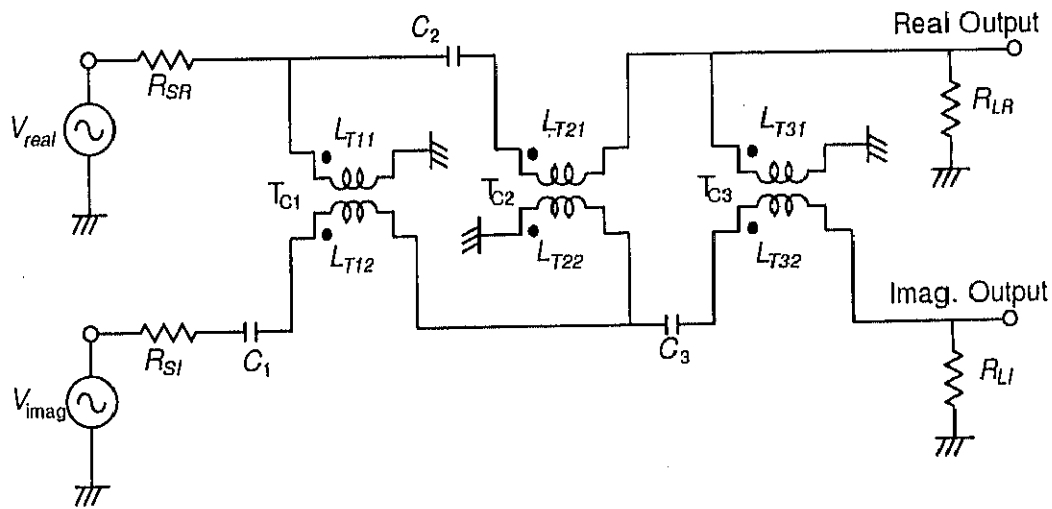 Real Output
C2
RSR
RLR
Vreal
LT11
LT21
LT31
TC1
TC2
TC3
LT12
LT22
LT32
Imag. Output
RSI
C1
C3
RLI
Vimag